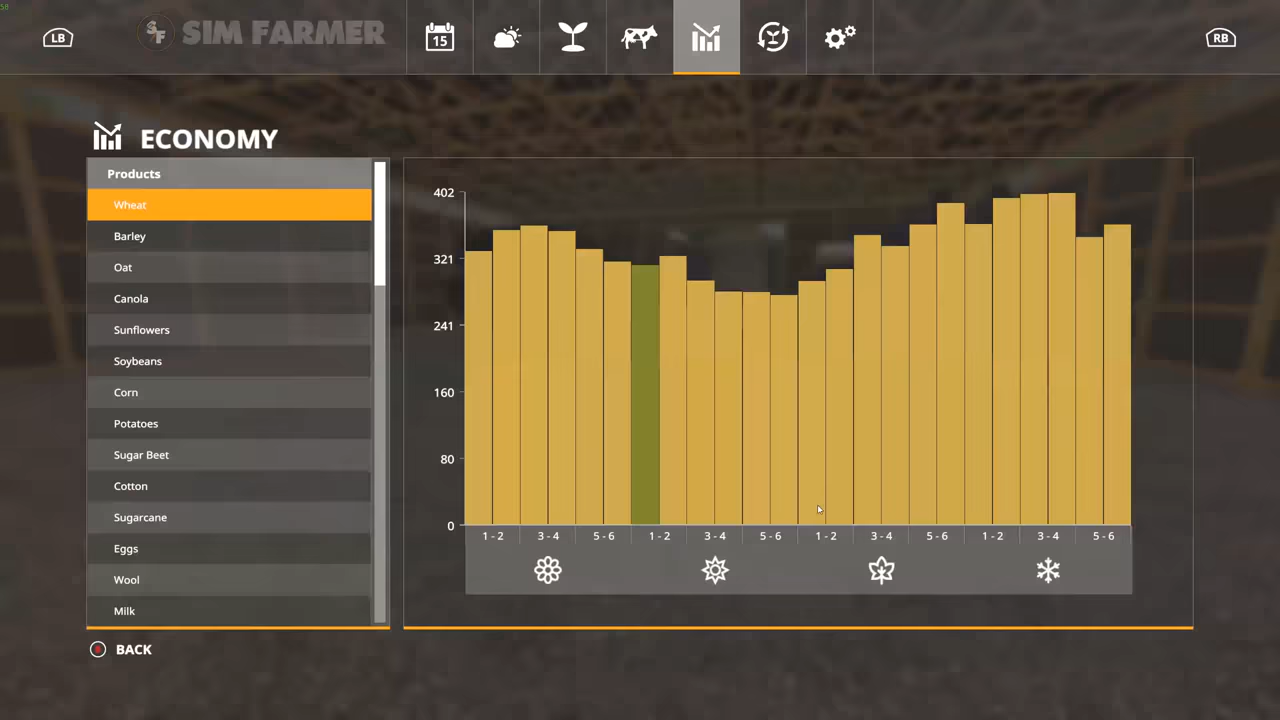 58
LB
SF
SIM FARMER
15
RB
ECONOMY
Products
Wheat
Barley
Oat
Canola
Sunflowers
Soybeans
Corn
Potatoes
Sugar Beet
Cotton
Sugarcane
Eggs
Wool
Milk
402
321
241
160
80
0
1 - 2 3 - 4 5 - 6 1 - 2 3 - 4 5 - 6 1 - 2 3 - 4 5 - 6 1 - 2 3 - 4 5 - 6
BACK